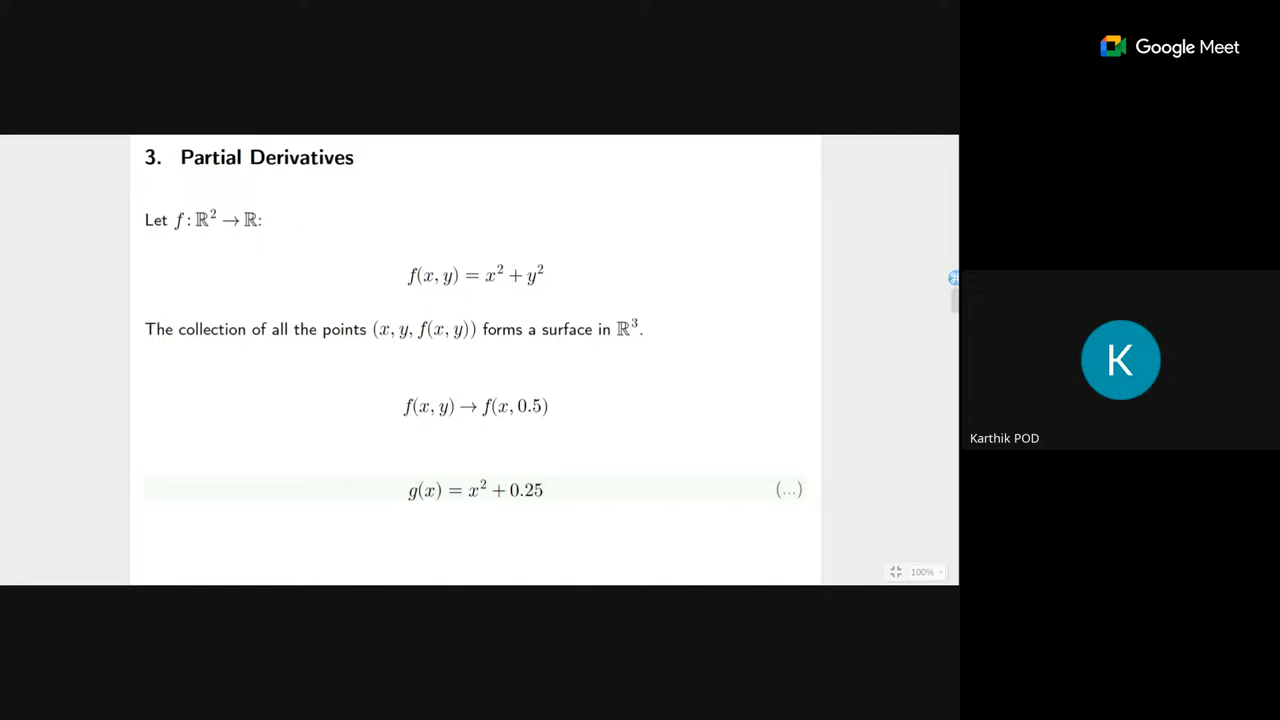 Google Meet
3. Partial Derivatives
Let f : ℝ² → ℝ:
f(x, y) = x² + y²
The collection of all the points (x, y, f(x, y)) forms a surface in ℝ³.
f(x, y) → f(x, 0.5)
g(x) = x² + 0.25 (...)
K
Karthik POD
100%